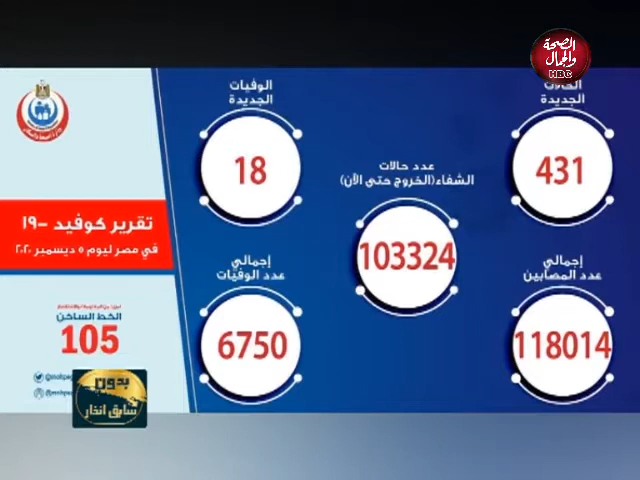 الصحة
والجمال
HBC
الحالات
الجديدة
431
الوفيات
الجديدة
18
عدد حالات
الشفاء(الخروج حتى الآن)
103324
إجمالي
عدد المصابين
118014
إجمالي
عدد الوفيات
6750
تقرير كوفيد -١٩
في مصر ليوم ٥ ديسمبر ٢٠٢٠
الخط الساخن
105
بدون
سابق انذار